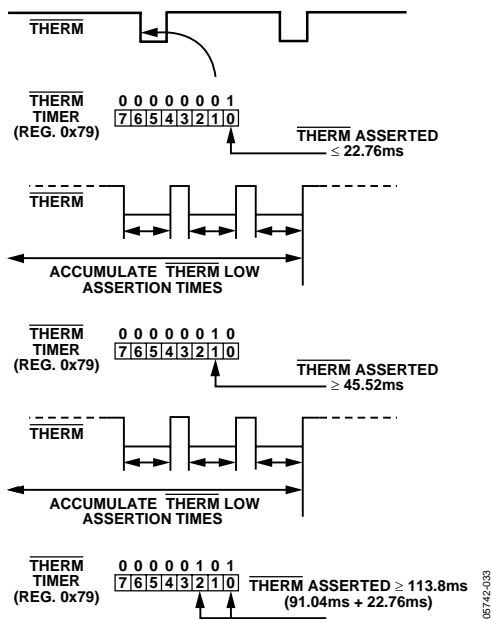 THERM
THERM
TIMER
(REG. 0x79)
0 0 0 0 0 0 0 1
7 6 5 4 3 2 1 0
THERM ASSERTED
≤ 22.76ms
THERM
ACCUMULATE THERM LOW
ASSERTION TIMES
THERM
TIMER
(REG. 0x79)
0 0 0 0 0 0 1 0
7 6 5 4 3 2 1 0
THERM ASSERTED
≥ 45.52ms
THERM
ACCUMULATE THERM LOW
ASSERTION TIMES
THERM
TIMER
(REG. 0x79)
0 0 0 0 0 1 0 1
7 6 5 4 3 2 1 0
THERM ASSERTED ≥ 113.8ms
(91.04ms + 22.76ms)
05742-033